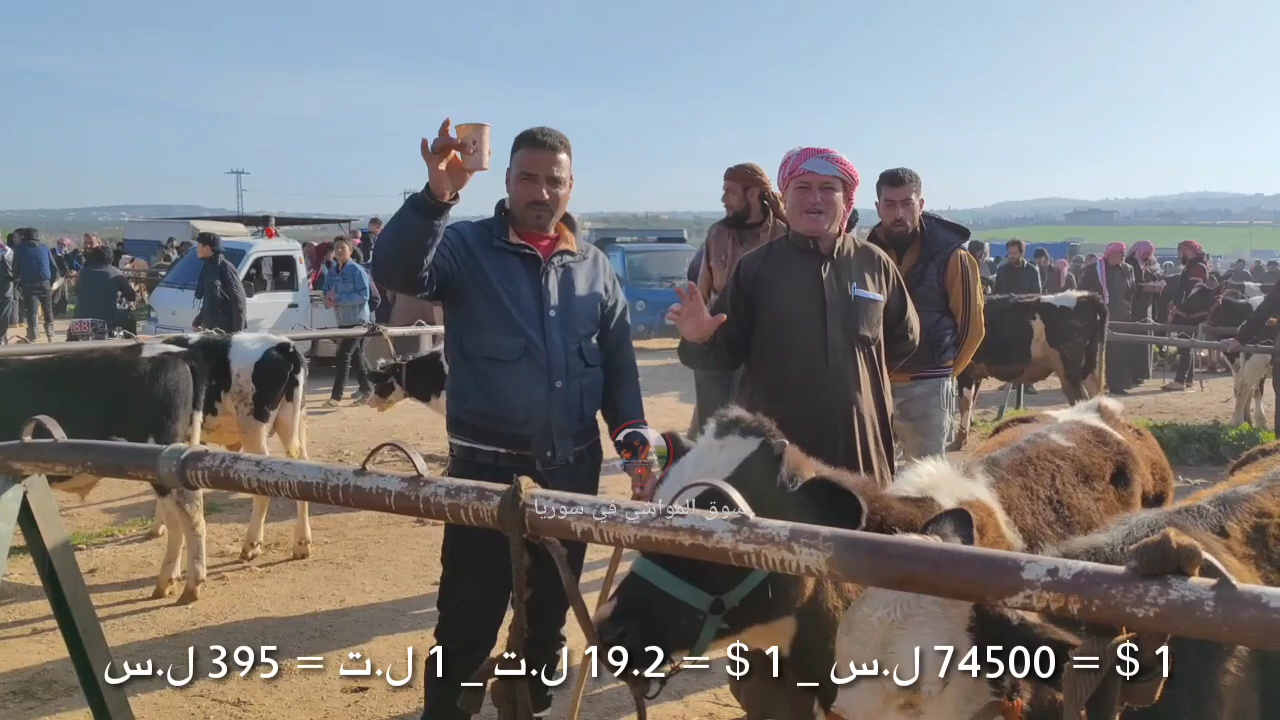 سوق المواشي في سوريا
1 $ = 74500 ل.س _ 1 $ = 19.2 ل.ت _ 1 ل.ت = 395 ل.س